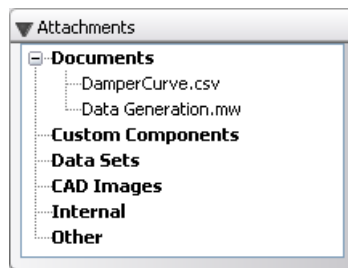 Attachments
Documents
DamperCurve.csv
Data Generation.mw
Custom Components
Data Sets
CAD Images
Internal
Other